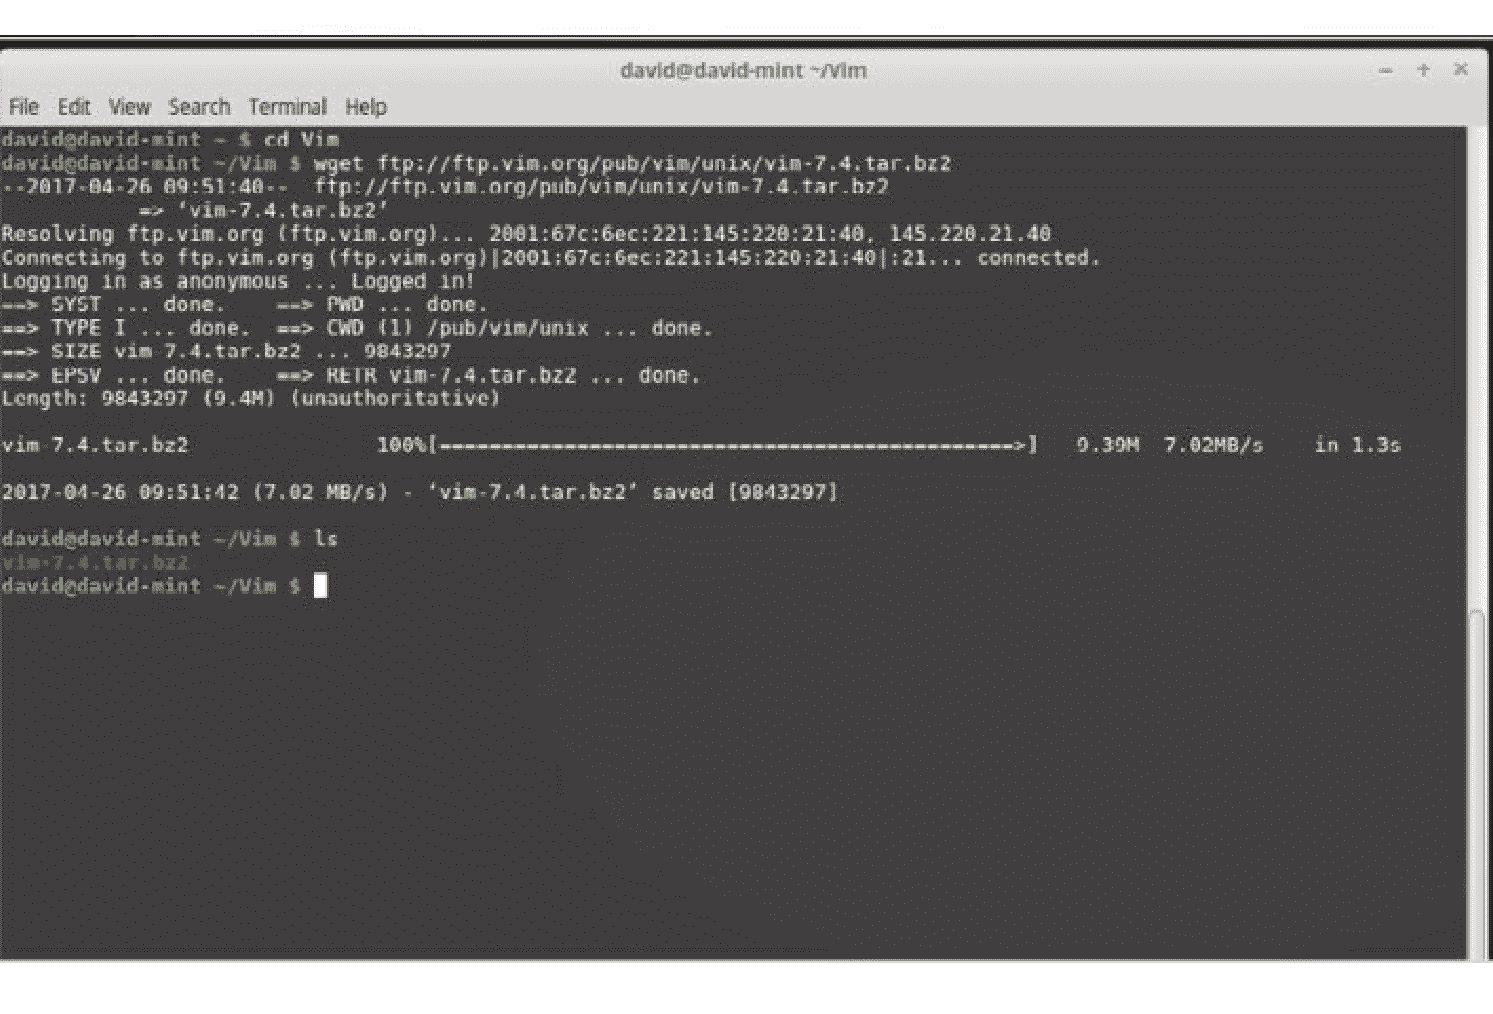 david@david-mint ~/Vim
File Edit View Search Terminal Help
david@david-mint ~ $ cd Vim
david@david-mint ~/Vim $ wget ftp://ftp.vim.org/pub/vim/unix/vim-7.4.tar.bz2
--2017-04-26 09:51:40--  ftp://ftp.vim.org/pub/vim/unix/vim-7.4.tar.bz2
           => ‘vim-7.4.tar.bz2’
Resolving ftp.vim.org (ftp.vim.org)... 2001:67c:6ec:221:145:220:21:40, 145.220.21.40
Connecting to ftp.vim.org (ftp.vim.org)|2001:67c:6ec:221:145:220:21:40|:21... connected.
Logging in as anonymous ... Logged in!
==> SYST ... done.    ==> PWD ... done.
==> TYPE I ... done.  ==> CWD (1) /pub/vim/unix ... done.
==> SIZE vim-7.4.tar.bz2 ... 9843297
==> EPSV ... done.    ==> RETR vim-7.4.tar.bz2 ... done.
Length: 9843297 (9.4M) (unauthoritative)
vim-7.4.tar.bz2               100%[==============================================>]   9.39M  7.02MB/s    in 1.3s
2017-04-26 09:51:42 (7.02 MB/s) - ‘vim-7.4.tar.bz2’ saved [9843297]
david@david-mint ~/Vim $ ls
vim-7.4.tar.bz2
david@david-mint ~/Vim $